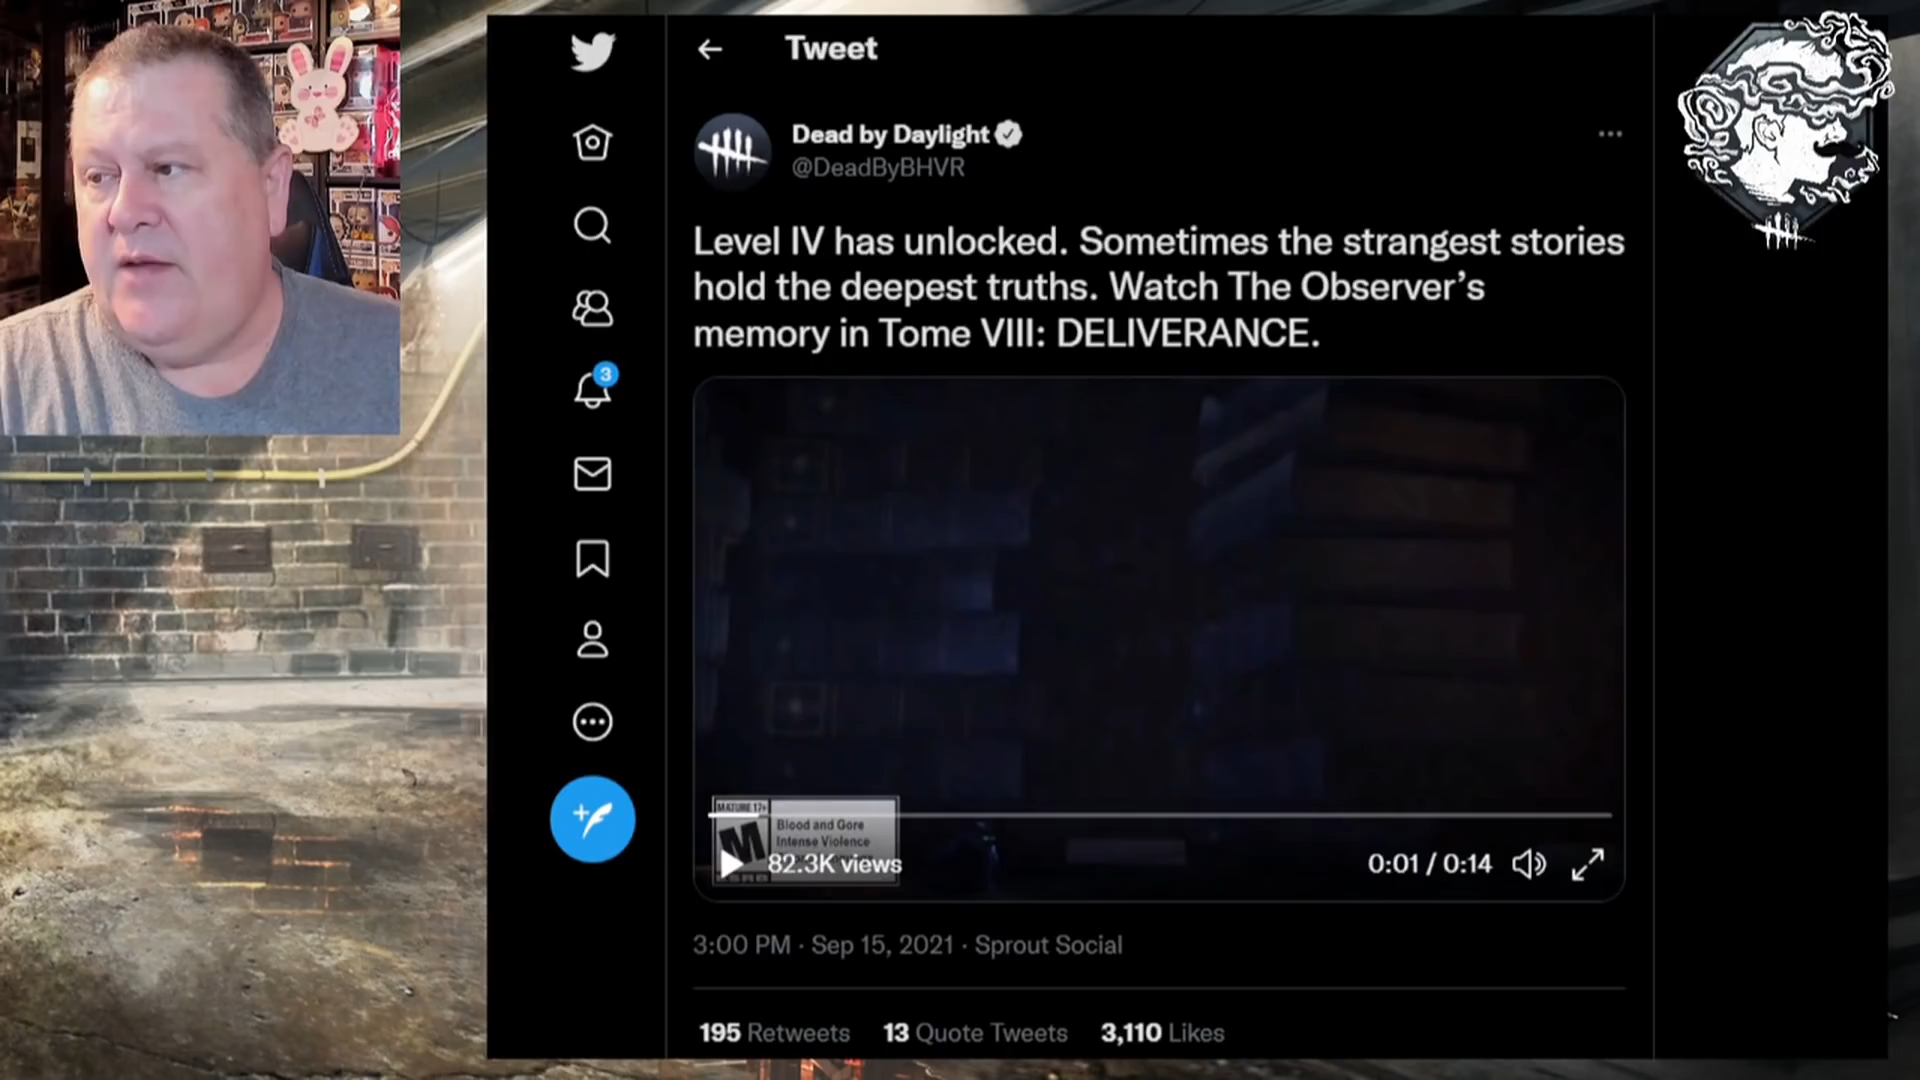 Tweet
Dead by Daylight
@DeadByBHVR
Level IV has unlocked. Sometimes the strangest stories
hold the deepest truths. Watch The Observer’s
memory in Tome VIII: DELIVERANCE.
3
MATURE 17+
M
Blood and Gore
Intense Violence
82.3K views
0:01 / 0:14
3:00 PM · Sep 15, 2021 · Sprout Social
195 Retweets 13 Quote Tweets 3,110 Likes